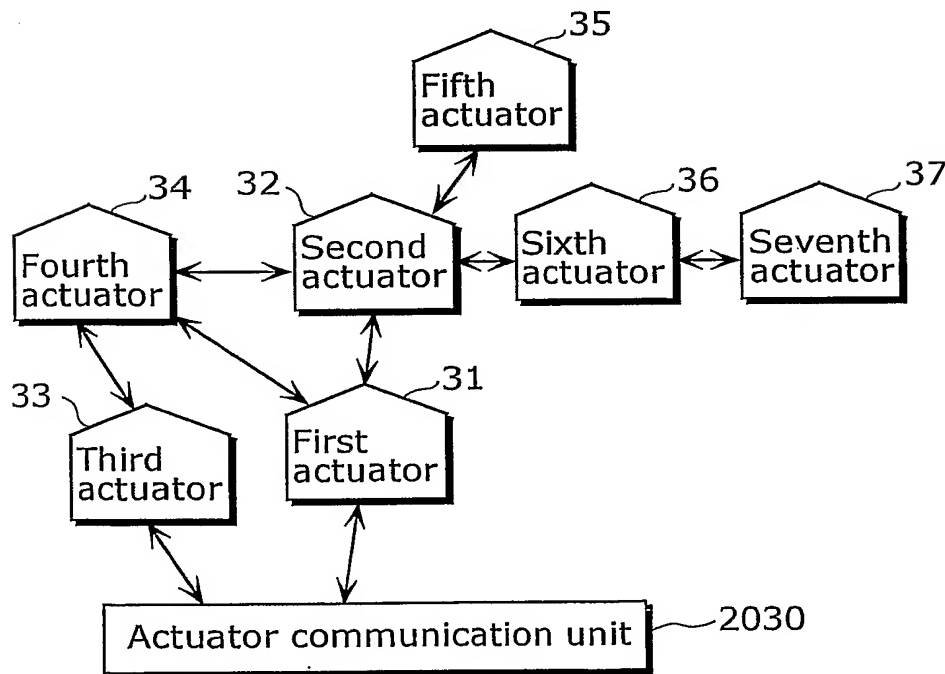 35
Fifth
actuator
34
32
36
37
Fourth
actuator
Second
actuator
Sixth
actuator
Seventh
actuator
33
31
Third
actuator
First
actuator
Actuator communication unit
2030